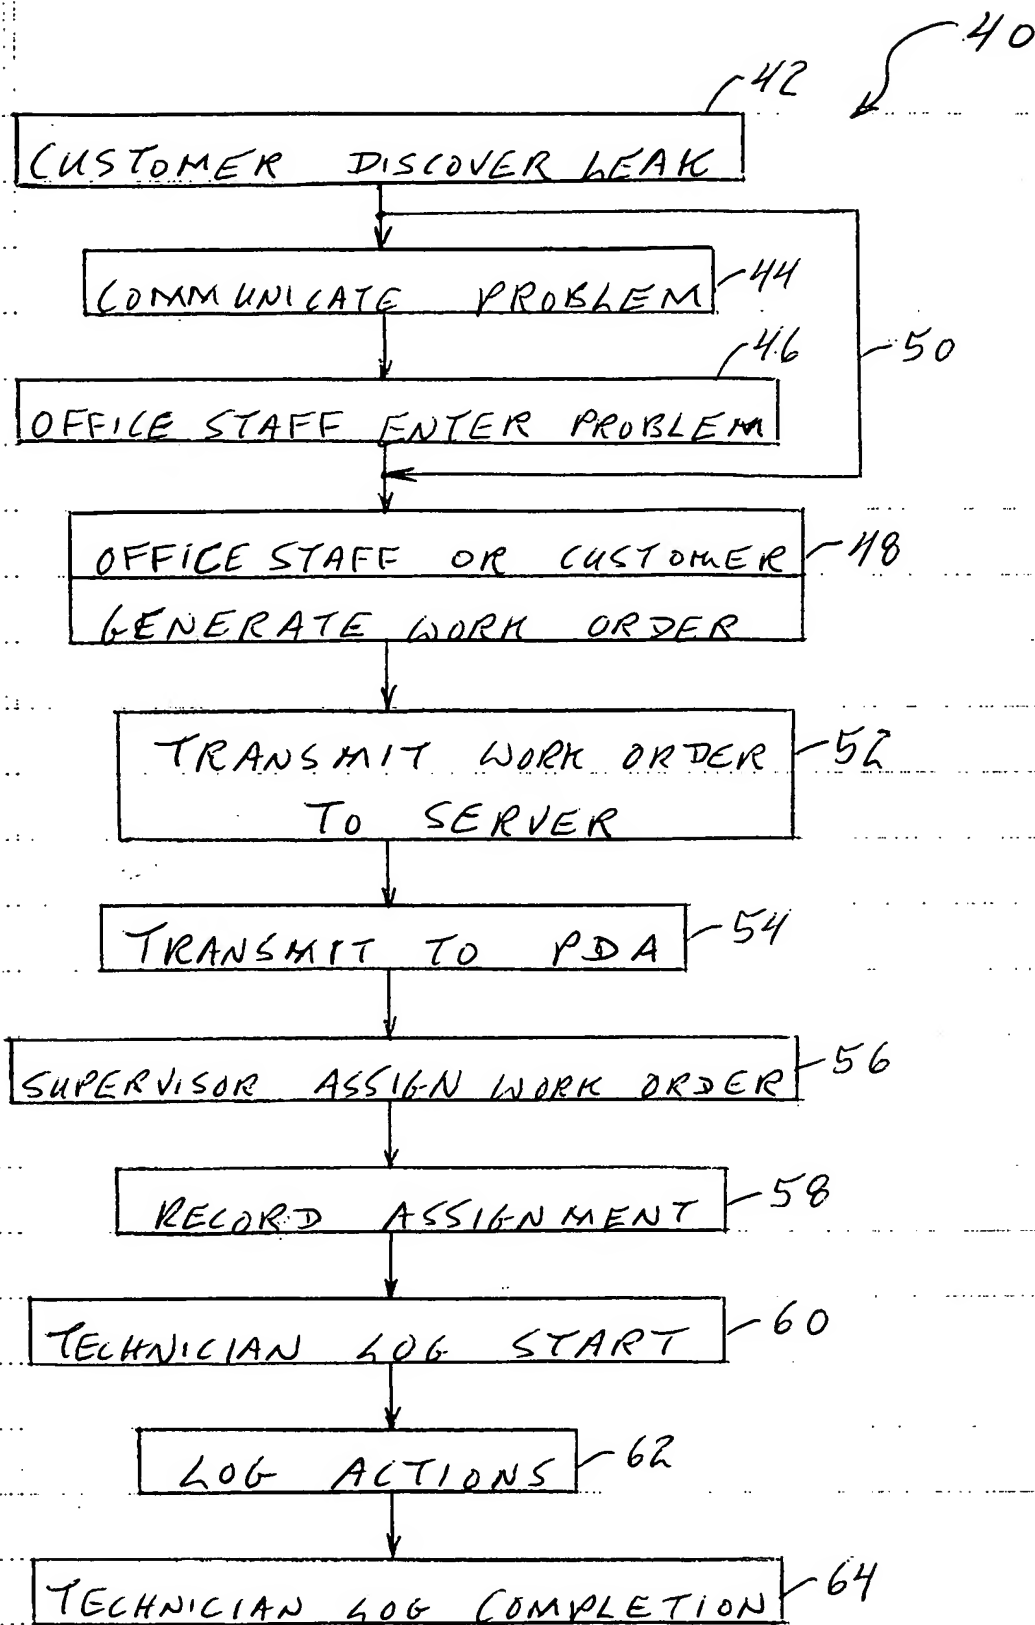 40
42
CUSTOMER DISCOVER LEAK
COMMUNICATE PROBLEM
44
46
50
OFFICE STAFF ENTER PROBLEM
OFFICE STAFF OR CUSTOMER
48
GENERATE WORK ORDER
TRANSMIT WORK ORDER
52
TO SERVER
TRANSMIT TO PDA
54
SUPERVISOR ASSIGN WORK ORDER
56
RECORD ASSIGNMENT
58
TECHNICIAN LOG START
60
LOG ACTIONS
62
TECHNICIAN LOG COMPLETION
64